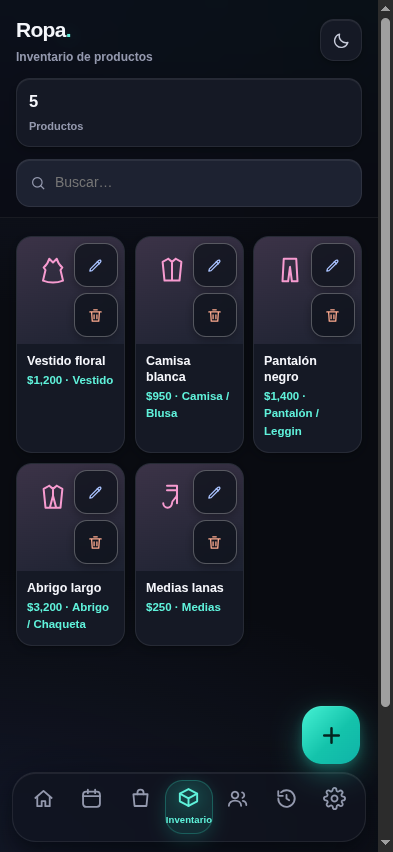 Ropa.
Inventario de productos
5
Productos
Buscar…
Vestido floral
$1,200 · Vestido
Camisa
blanca
$950 · Camisa /
Blusa
Pantalón
negro
$1,400 ·
Pantalón /
Leggin
Abrigo largo
$3,200 · Abrigo
/ Chaqueta
Medias lanas
$250 · Medias
Inventario